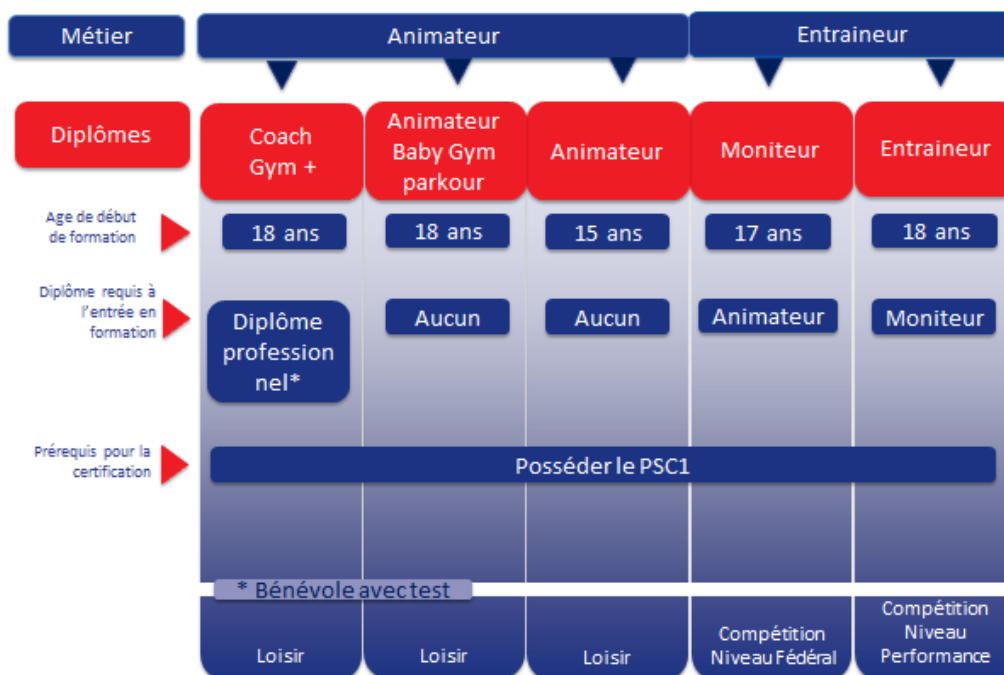 Métier
Animateur
Entraineur
Diplômes
Coach
Gym +
Animateur
Baby Gym
parkour
Animateur
Moniteur
Entraineur
Age de début
de formation
18 ans
18 ans
15 ans
17 ans
18 ans
Diplôme requis à
l'entrée en
formation
Diplôme
profession
nel*
Aucun
Aucun
Animateur
Moniteur
Prérequis pour la
certification
Posséder le PSC1
* Bénévole avec test
Loisir
Loisir
Loisir
Compétition
Niveau Fédéral
Compétition
Niveau
Performance